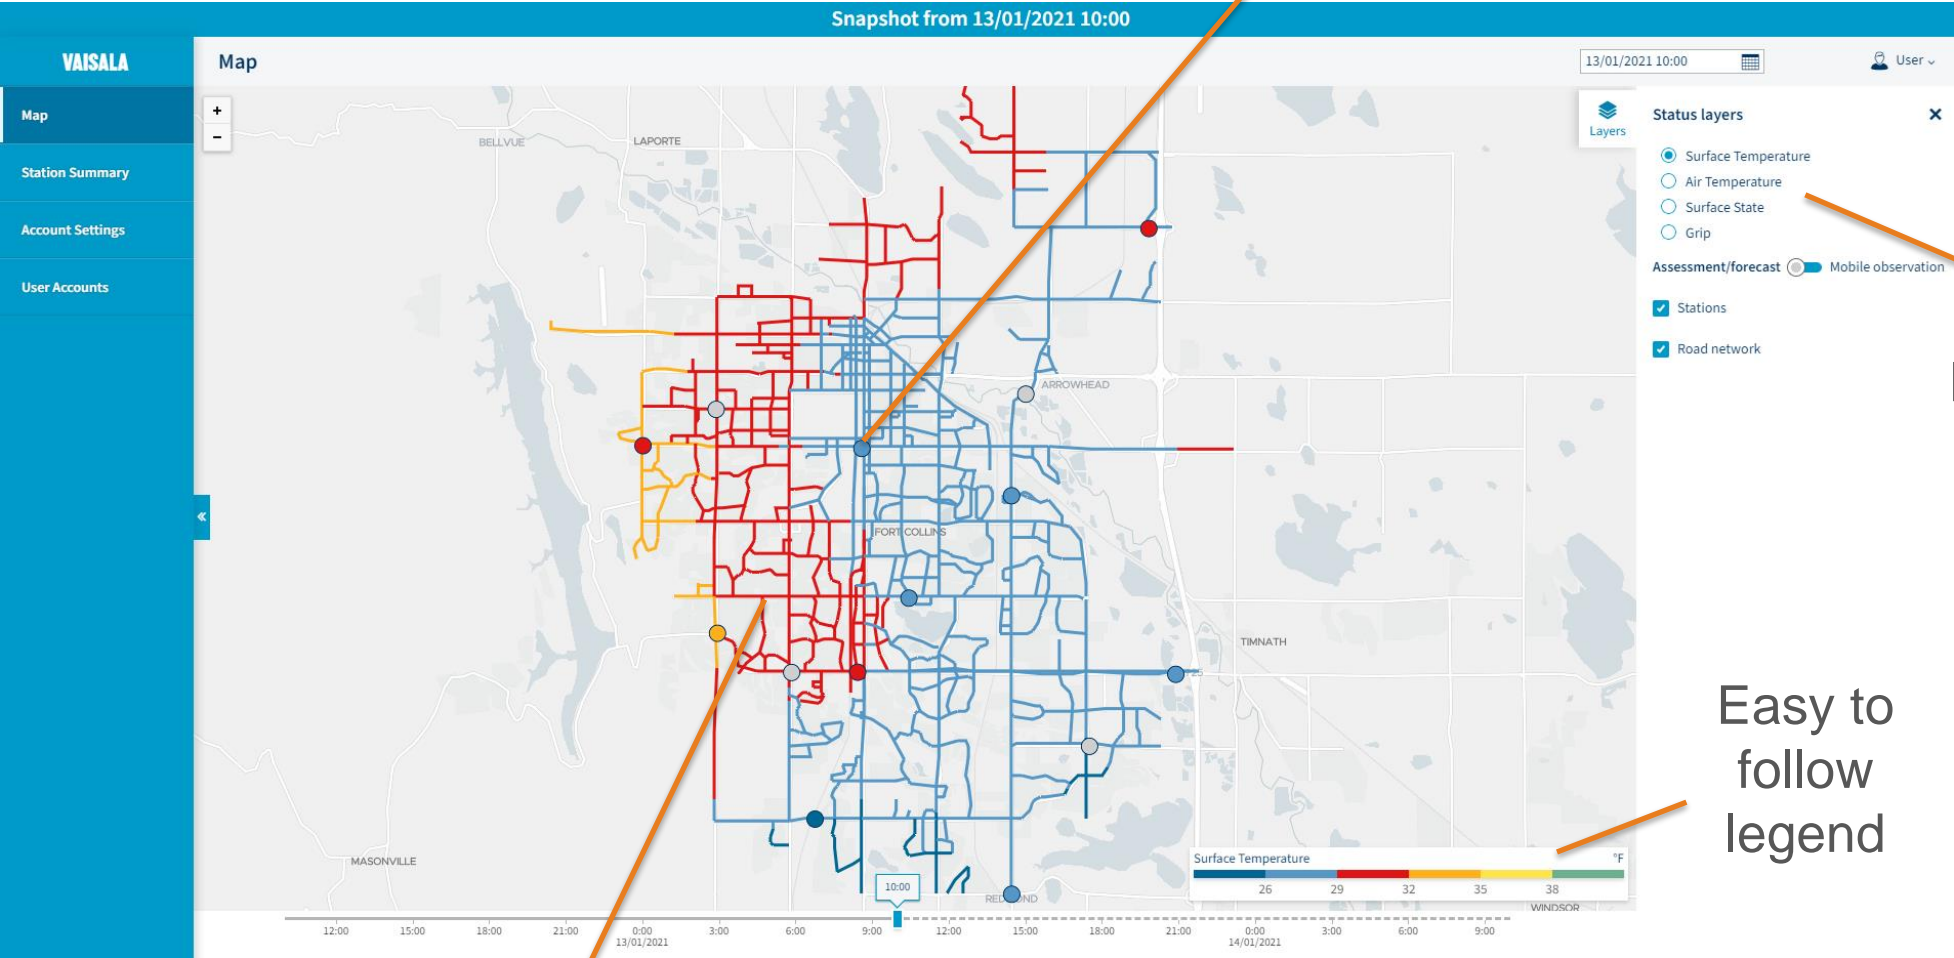 Snapshot from 13/01/2021 10:00
VAISALA
Map
13/01/2021 10:00
User
Map
Station Summary
Account Settings
User Accounts
+
-
«
Layers
Status layers
Surface Temperature
Air Temperature
Surface State
Grip
Assessment/forecast
Mobile observation
Stations
Road network
BELLVUE
LAPORTE
ARROWHEAD
FORT COLLINS
TIMNATH
MASONVILLE
WINDSOR
Easy to
follow
legend
Surface Temperature °F
26 29 32 35 38
10:00
12:00 15:00 18:00 21:00 0:00 3:00 6:00 9:00 12:00 15:00 18:00 21:00 0:00 3:00 6:00 9:00
13/01/2021 14/01/2021